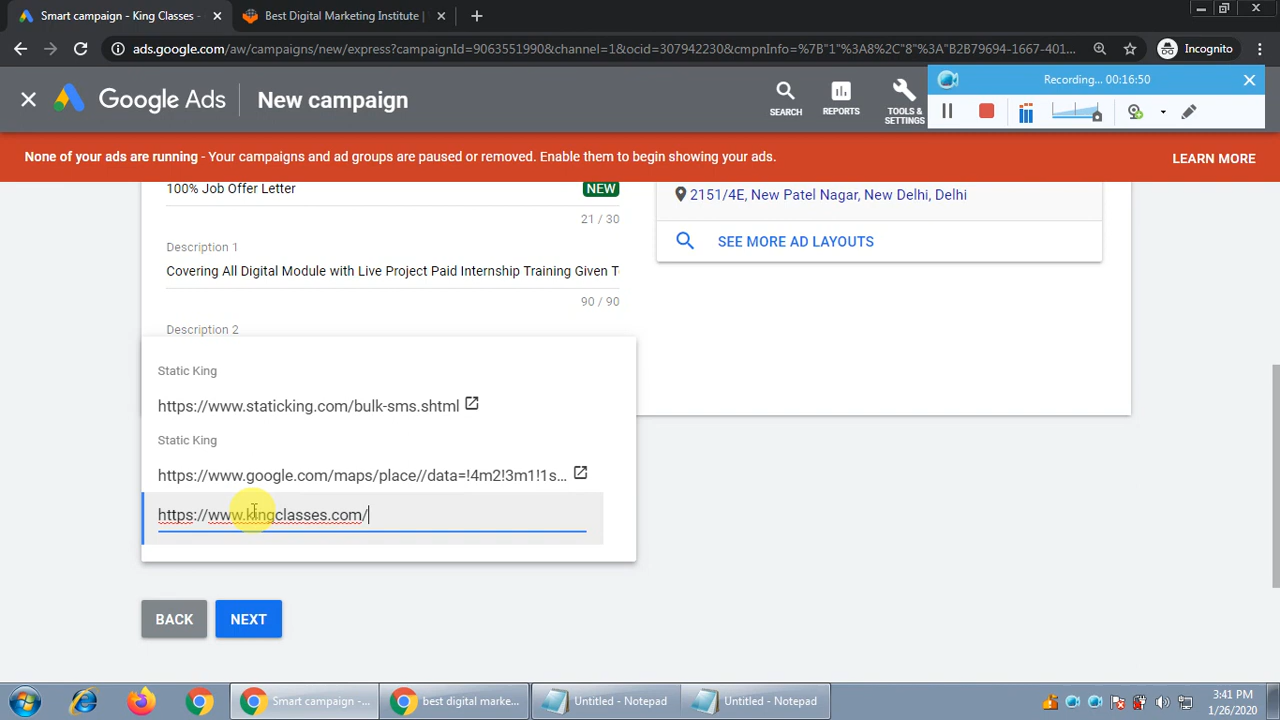 Smart campaign - King Classes -
Best Digital Marketing Institute |
ads.google.com/aw/campaigns/new/express?campaignId=9063551990&channel=1&ocid=307942230&cmpnInfo=%7B"1"%3A8%2C"8"%3A"B2B79694-1667-401...
Incognito
Recording... 00:16:50
Google Ads
New campaign
SEARCH
REPORTS
TOOLS &
SETTINGS
None of your ads are running - Your campaigns and ad groups are paused or removed. Enable them to begin showing your ads.
LEARN MORE
100% Job Offer Letter
NEW
21 / 30
2151/4E, New Patel Nagar, New Delhi, Delhi
SEE MORE AD LAYOUTS
Description 1
Covering All Digital Module with Live Project Paid Internship Training Given T
90 / 90
Description 2
Static King
https://www.staticking.com/bulk-sms.shtml
Static King
https://www.google.com/maps/place//data=!4m2!3m1!1s...
https://www.kingclasses.com/
BACK
NEXT
Smart campaign -...
best digital marke...
Untitled - Notepad
Untitled - Notepad
3:41 PM
1/26/2020